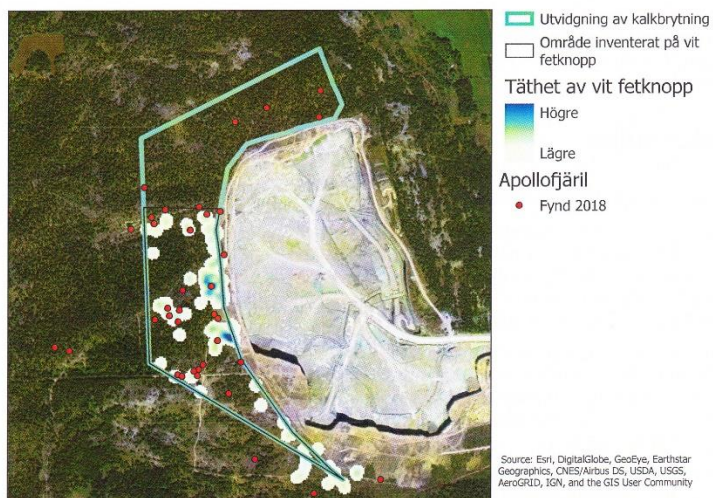 Utvidgning av kalkbrytning
Område inventerat på vit
fetknopp
Täthet av vit fetknopp
Högre
Lägre
Apollofjäril
Fynd 2018
Source: Esri, DigitalGlobe, GeoEye, Earthstar
Geographics, CNES/Airbus DS, USDA, USGS,
AeroGRID, IGN, and the GIS User Community